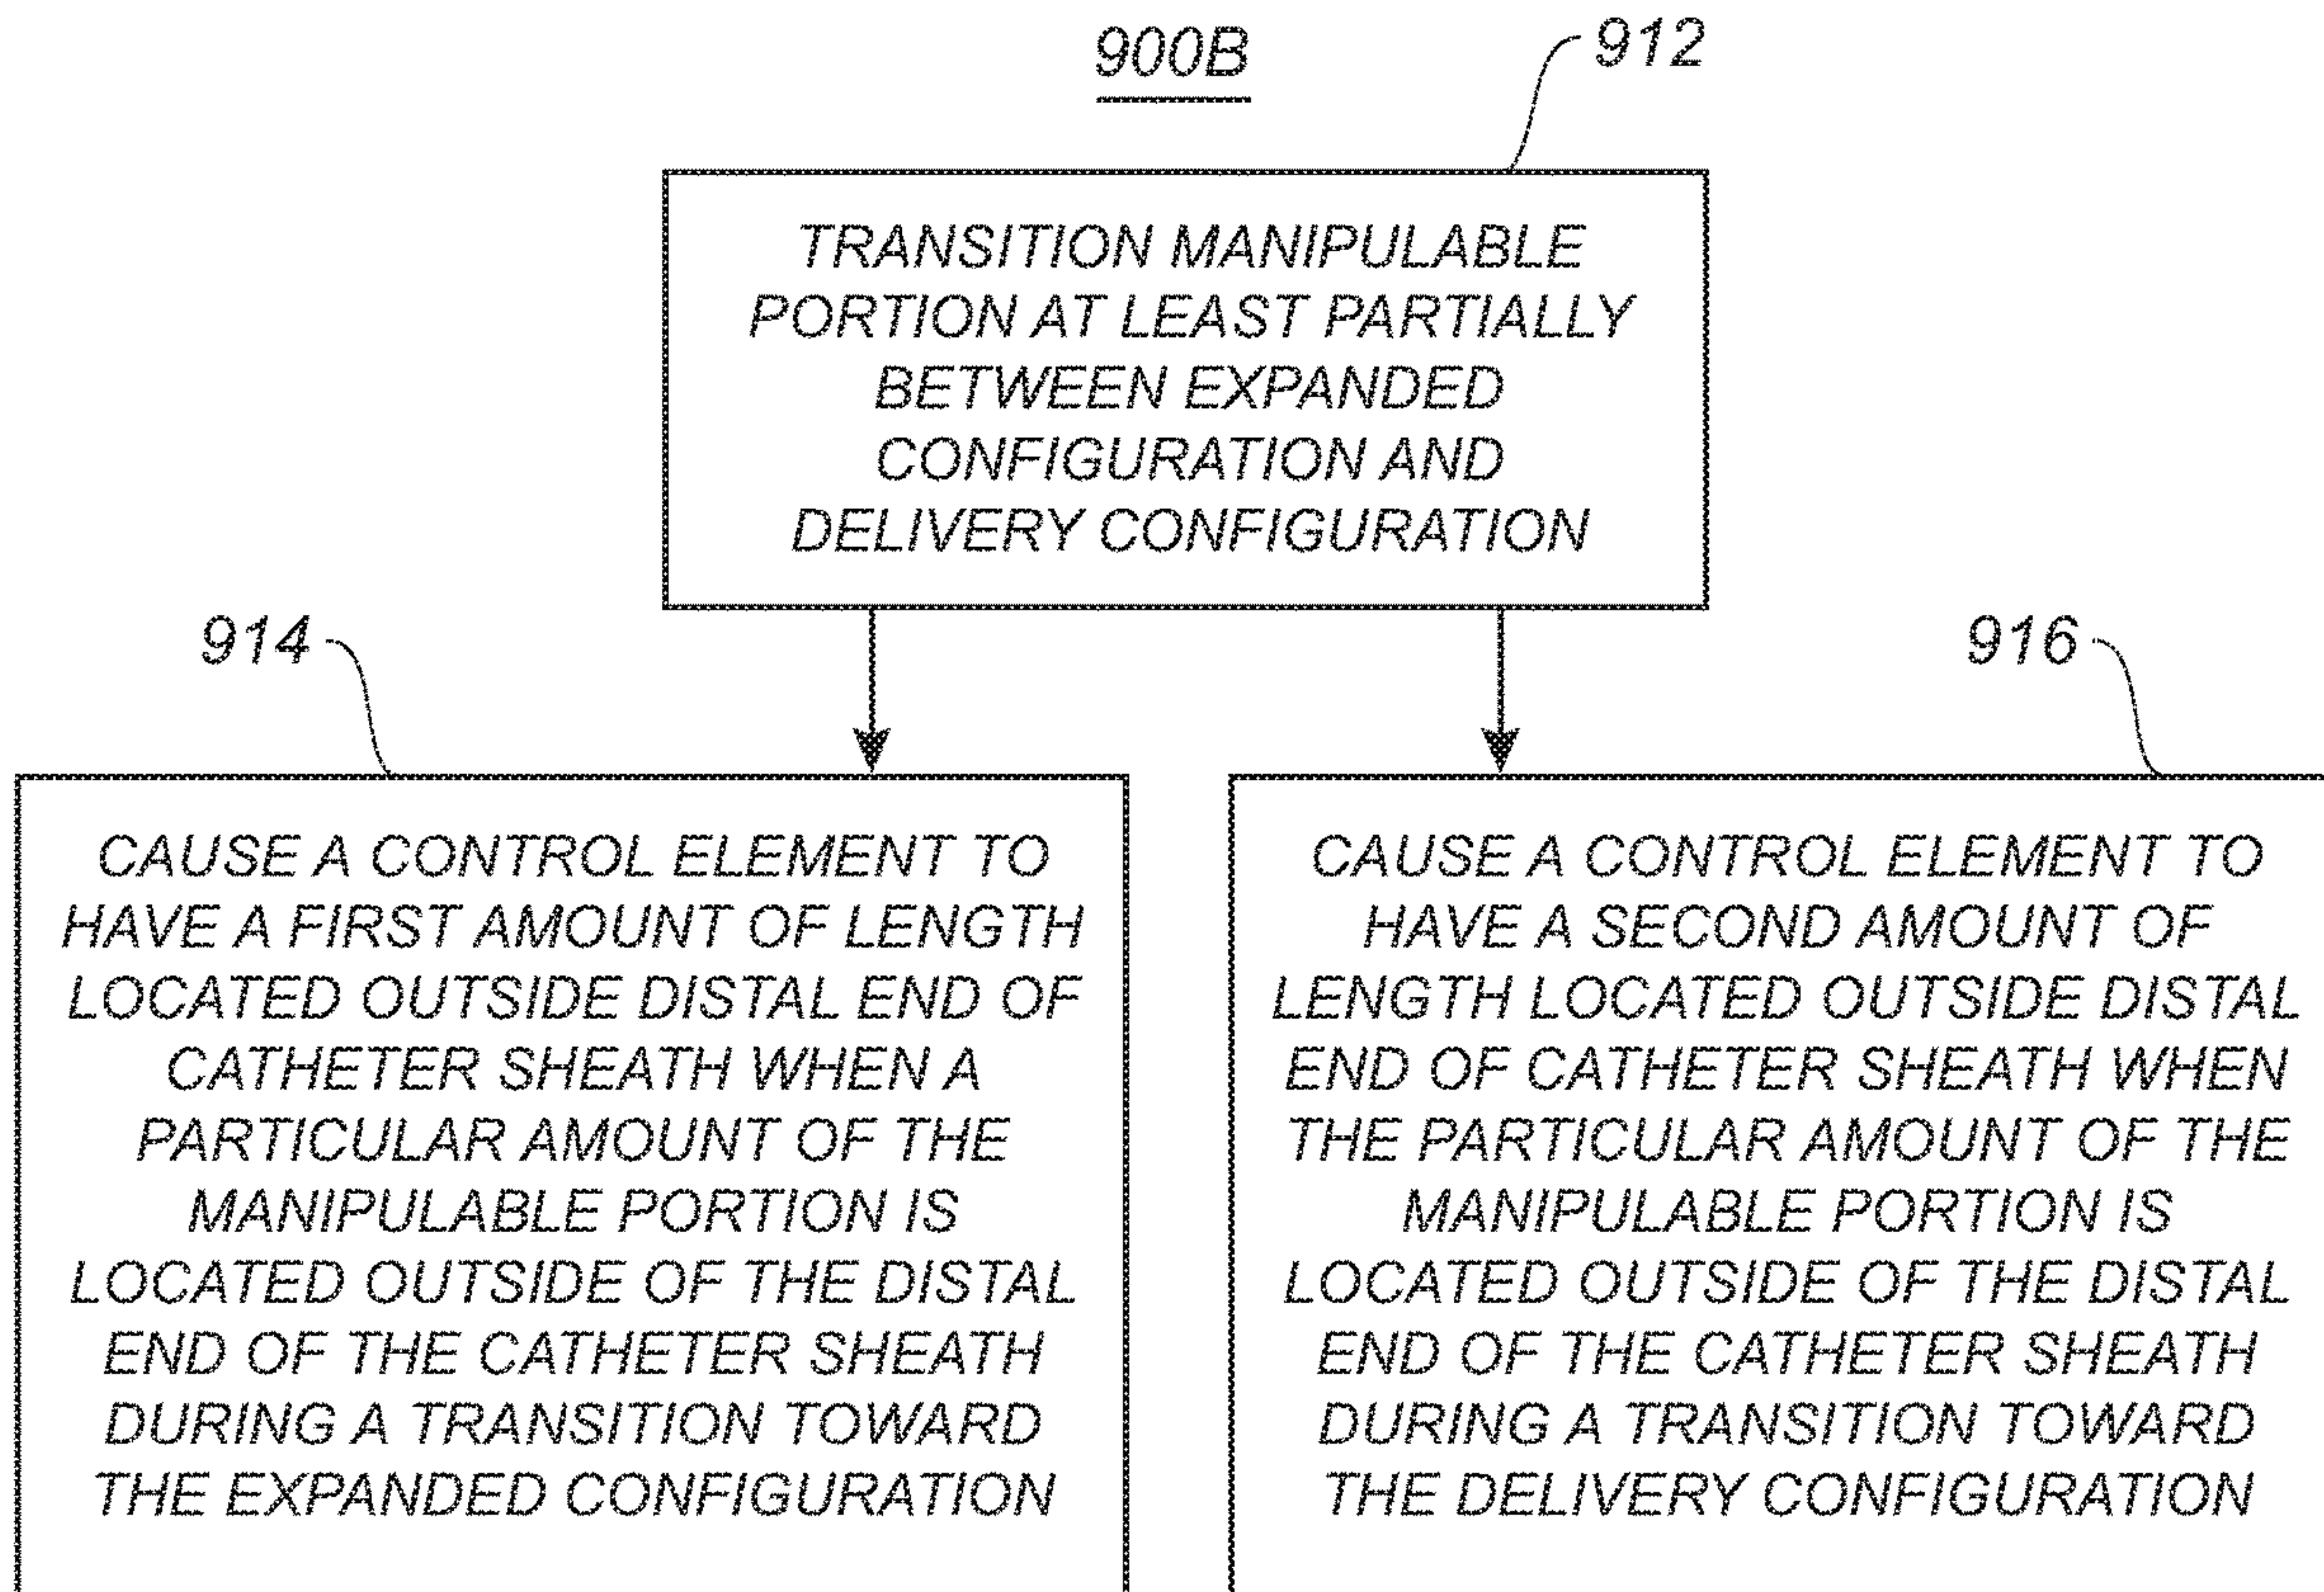 900B
912
TRANSITION MANIPULABLE
PORTION AT LEAST PARTIALLY
BETWEEN EXPANDED
CONFIGURATION AND
DELIVERY CONFIGURATION
914
916
CAUSE A CONTROL ELEMENT TO
HAVE A FIRST AMOUNT OF LENGTH
LOCATED OUTSIDE DISTAL END OF
CATHETER SHEATH WHEN A
PARTICULAR AMOUNT OF THE
MANIPULABLE PORTION IS
LOCATED OUTSIDE OF THE DISTAL
END OF THE CATHETER SHEATH
DURING A TRANSITION TOWARD
THE EXPANDED CONFIGURATION
CAUSE A CONTROL ELEMENT TO
HAVE A SECOND AMOUNT OF
LENGTH LOCATED OUTSIDE DISTAL
END OF CATHETER SHEATH WHEN
THE PARTICULAR AMOUNT OF THE
MANIPULABLE PORTION IS
LOCATED OUTSIDE OF THE DISTAL
END OF THE CATHETER SHEATH
DURING A TRANSITION TOWARD
THE DELIVERY CONFIGURATION